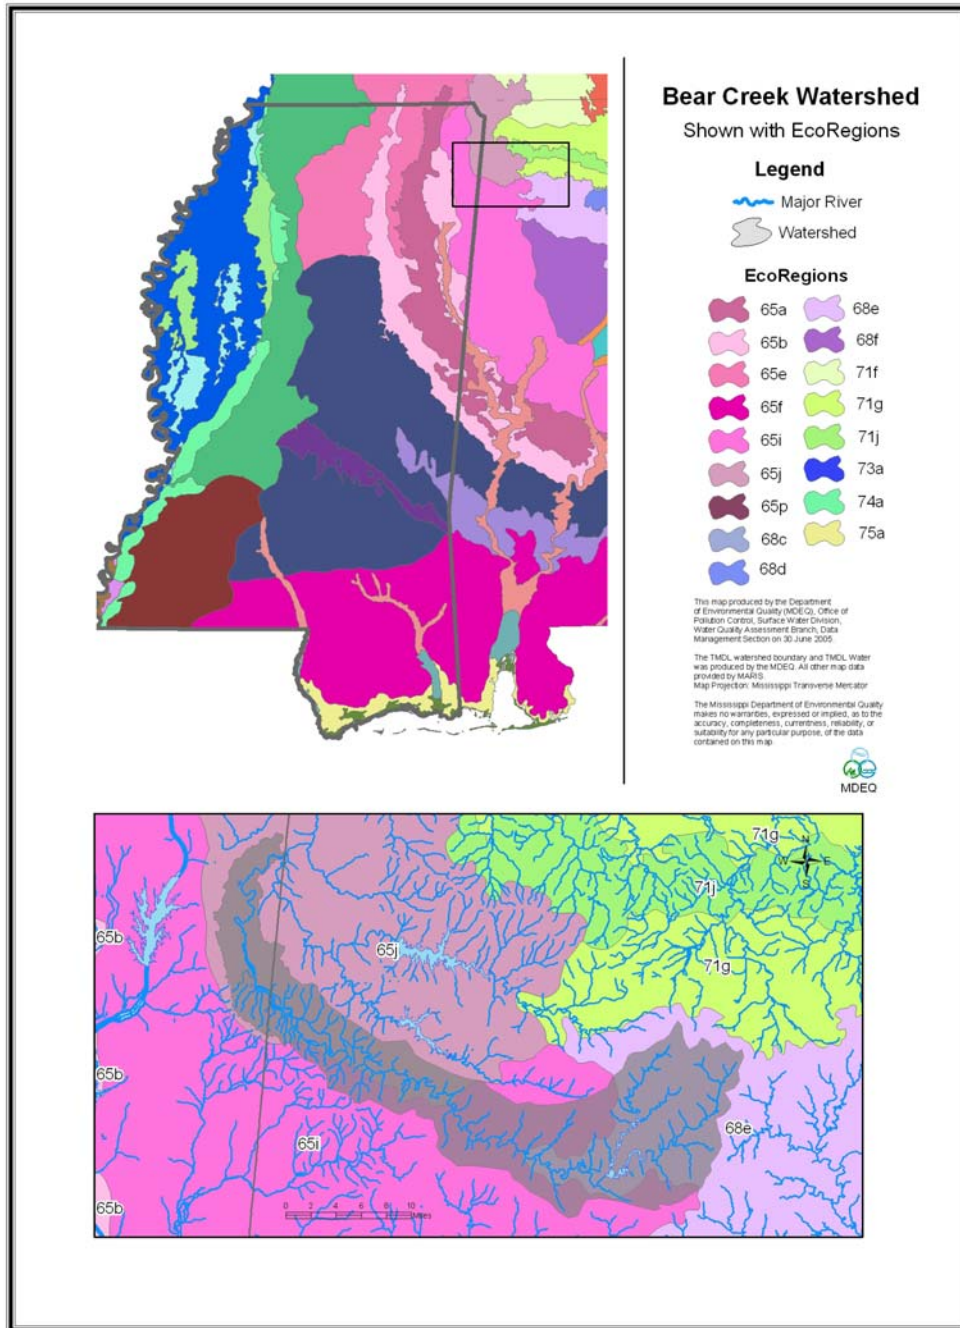 Bear Creek Watershed
Shown with EcoRegions
Legend
Major River
Watershed
EcoRegions
65a
65b
65e
65f
65i
65j
65p
68c
68d
68e
68f
71f
71g
71j
73a
74a
75a
This map produced by the Department
of Environmental Quality (MDEQ), Office of
Pollution Control, Surface Water Division,
Water Quality Assessment Branch, Data
Management Section on 30 June 2005.
The TMDL watershed boundary and TMDL Water
was produced by the MDEQ. All other map data
provided by MARIS.
Map Projection: Mississippi Transverse Mercator
The Mississippi Department of Environmental Quality
makes no warranties, expressed or implied, as to the
accuracy, completeness, currentness, reliability, or
suitability for any particular purpose, of the data
contained on this map.
MDEQ
71g
N
W E
S
71j
65b
65j
71g
65b
68e
65i
65b
0 2 4 6 8 10
Miles